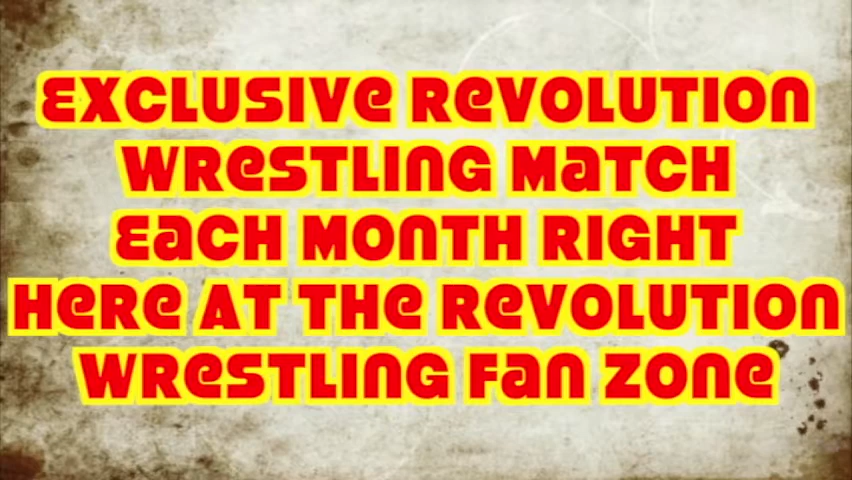 EXCLUSIVE REVOLUTION
WRESTLING MATCH
EACH MONTH RIGHT
HERE AT THE REVOLUTION
WRESTLING FAN ZONE